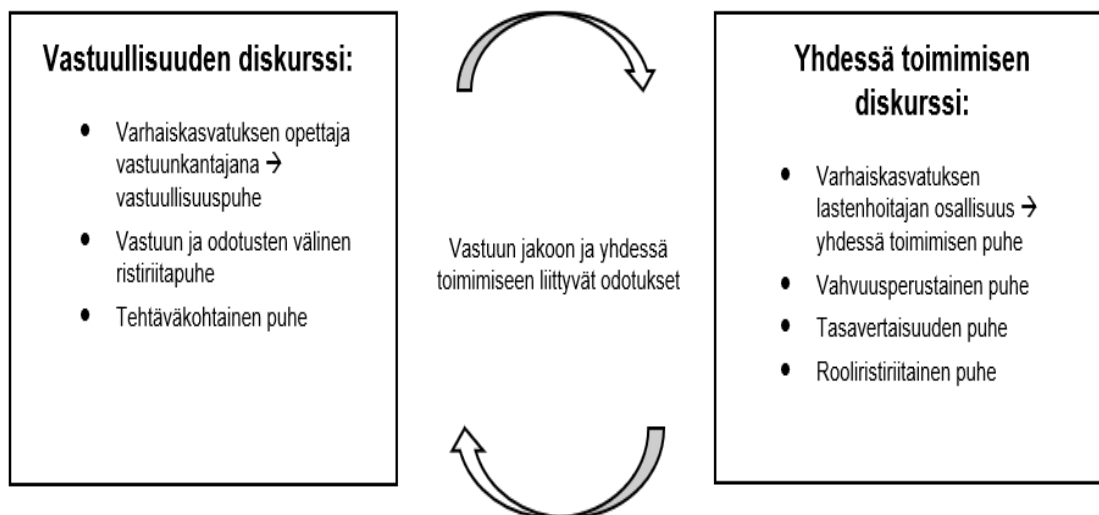 Vastuullisuuden diskurssi:
• Varhaiskasvatuksen opettaja
vastuunkantajana →
vastuullisuuspuhe
• Vastuun ja odotusten välinen
ristiriitapuhe
• Tehtäväkohtainen puhe
Vastuun jakoon ja yhdessä
toimimiseen liittyvät odotukset
Yhdessä toimimisen
diskurssi:
• Varhaiskasvatuksen
lastenhoitajan osallisuus →
yhdessä toimimisen puhe
• Vahvuusperustainen puhe
• Tasavertaisuuden puhe
• Rooliristiriitainen puhe